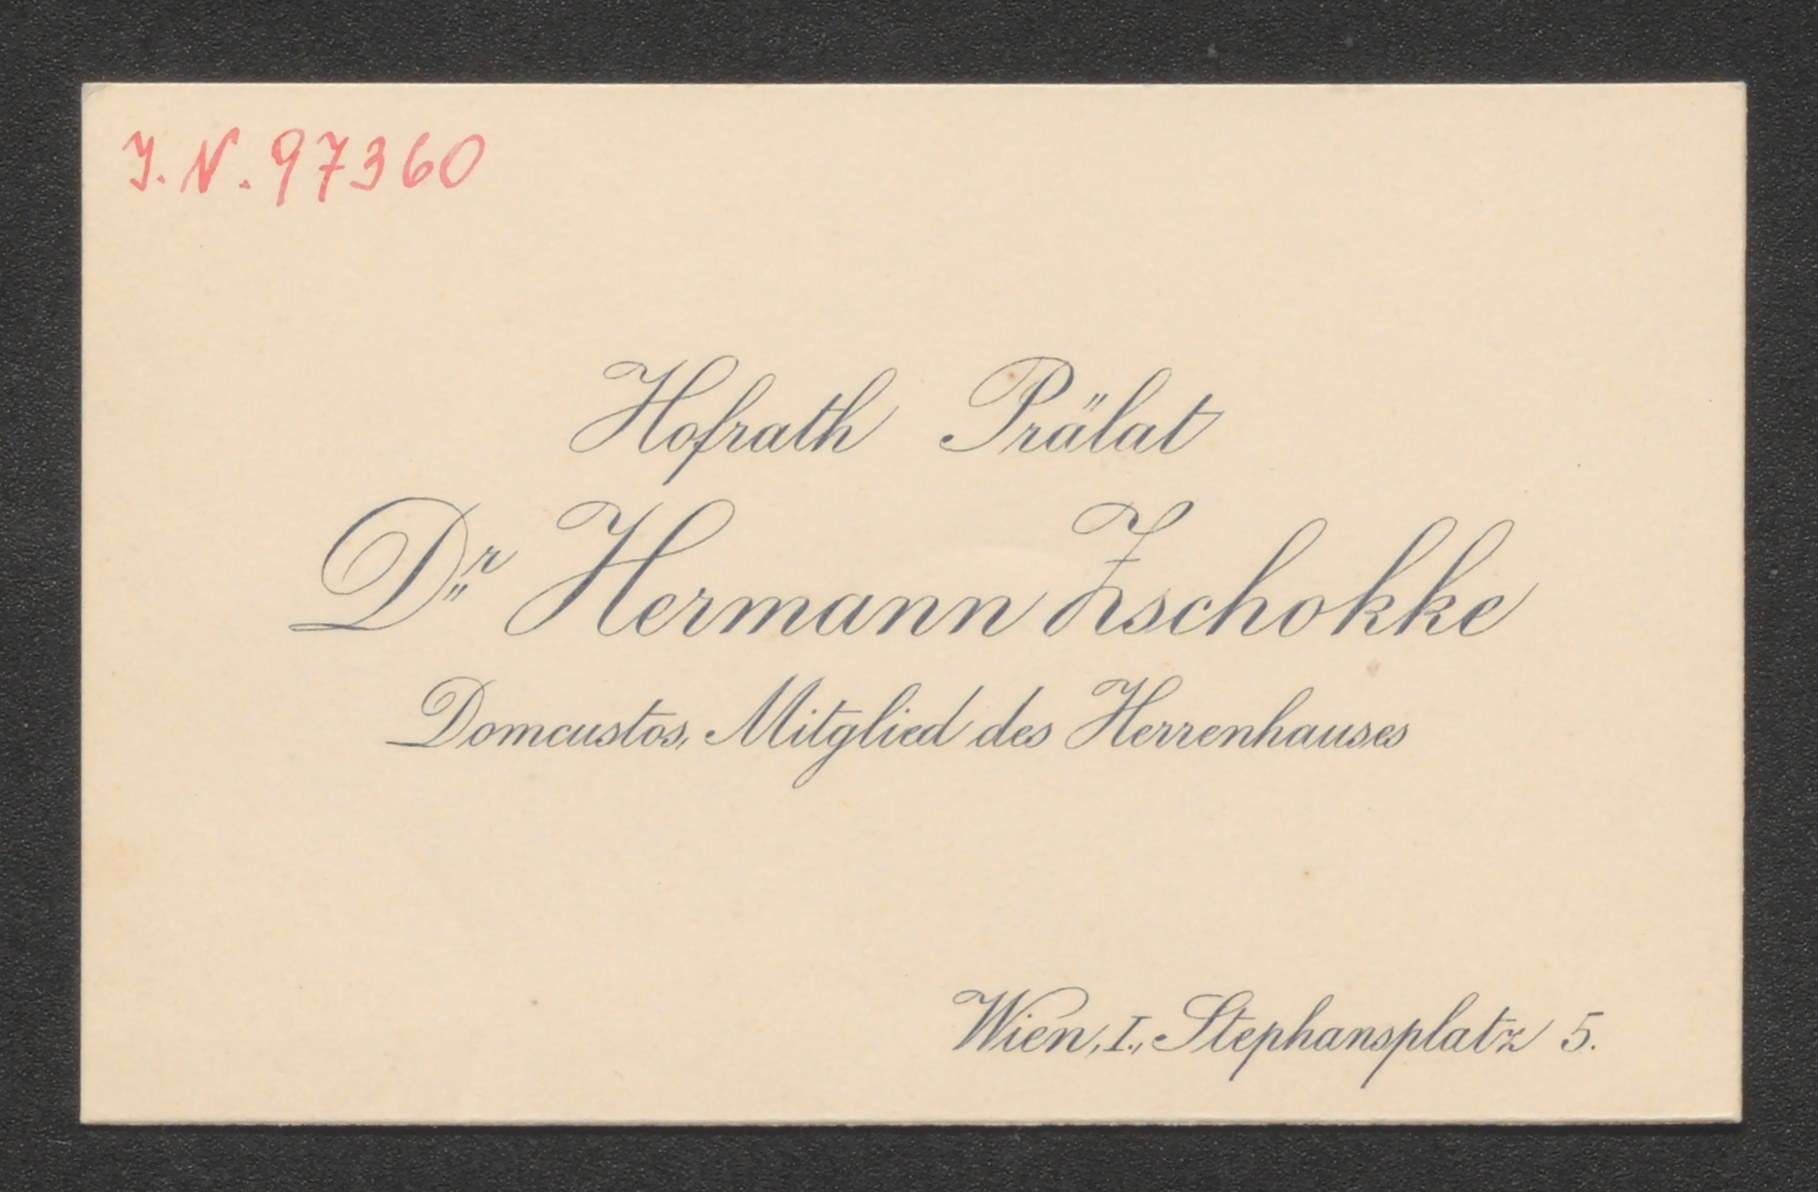 J. N. 97360
Hofrath Prälat
Dr Hermann Zschokke
Domcustos, Mitglied des Herrenhauses
Wien, I., Stephansplatz 5.